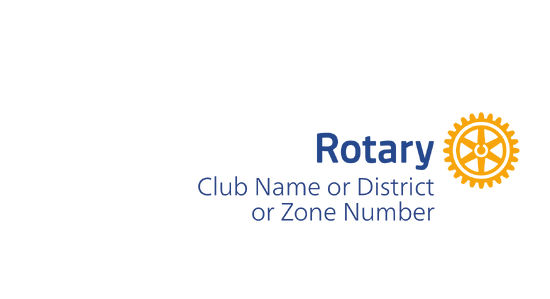 Rotary
Club Name or District
or Zone Number